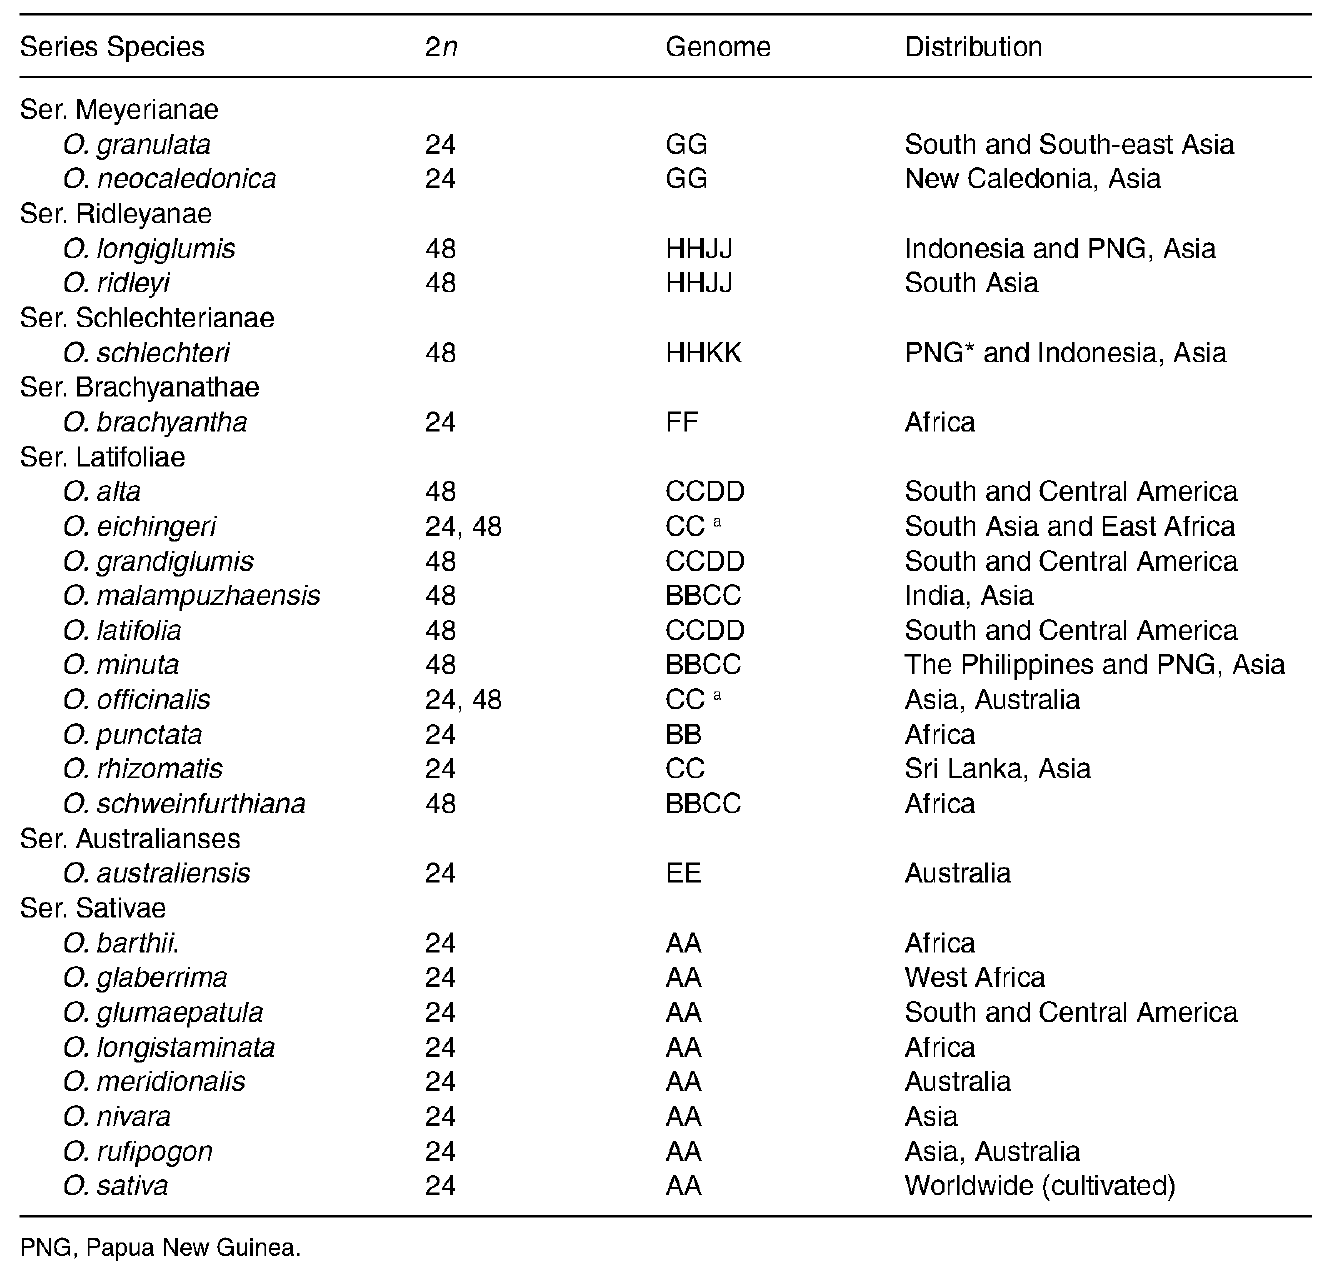 Series Species 2n Genome Distribution
Ser. Meyerianae
O. granulata 24 GG South and South-east Asia
O. neocaledonica 24 GG New Caledonia, Asia
Ser. Ridleyanae
O. longiglumis 48 HHJJ Indonesia and PNG, Asia
O. ridleyi 48 HHJJ South Asia
Ser. Schlechterianae
O. schlechteri 48 HHKK PNG* and Indonesia, Asia
Ser. Brachyanathae
O. brachyantha 24 FF Africa
Ser. Latifoliae
O. alta 48 CCDD South and Central America
O. eichingeri 24, 48 CC a South Asia and East Africa
O. grandiglumis 48 CCDD South and Central America
O. malampuzhaensis 48 BBCC India, Asia
O. latifolia 48 CCDD South and Central America
O. minuta 48 BBCC The Philippines and PNG, Asia
O. officinalis 24, 48 CC a Asia, Australia
O. punctata 24 BB Africa
O. rhizomatis 24 CC Sri Lanka, Asia
O. schweinfurthiana 48 BBCC Africa
Ser. Australianses
O. australiensis 24 EE Australia
Ser. Sativae
O. barthii. 24 AA Africa
O. glaberrima 24 AA West Africa
O. glumaepatula 24 AA South and Central America
O. longistaminata 24 AA Africa
O. meridionalis 24 AA Australia
O. nivara 24 AA Asia
O. rufipogon 24 AA Asia, Australia
O. sativa 24 AA Worldwide (cultivated)
PNG, Papua New Guinea.